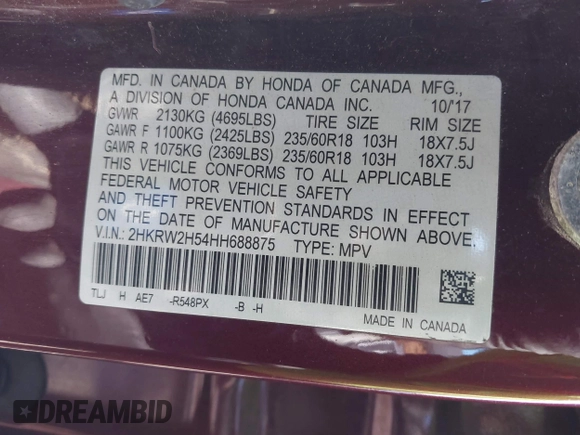 MFD. IN CANADA BY HONDA OF CANADA MFG.,
A DIVISION OF HONDA CANADA INC. 10/'17
GVWR 2130KG (4695LBS) TIRE SIZE RIM SIZE
GAWR F 1100KG (2425LBS) 235/60R18 103H 18X7.5J
GAWR R 1075KG (2369LBS) 235/60R18 103H 18X7.5J
THIS VEHICLE CONFORMS TO ALL APPLICABLE
FEDERAL MOTOR VEHICLE SAFETY
AND THEFT PREVENTION STANDARDS IN EFFECT
ON THE DATE OF MANUFACTURE SHOWN ABOVE.
V.I.N.: 2HKRW2H54HH688875 TYPE: MPV
TLJ H AE7 -R548PX -B -H
MADE IN CANADA
DREAMBID